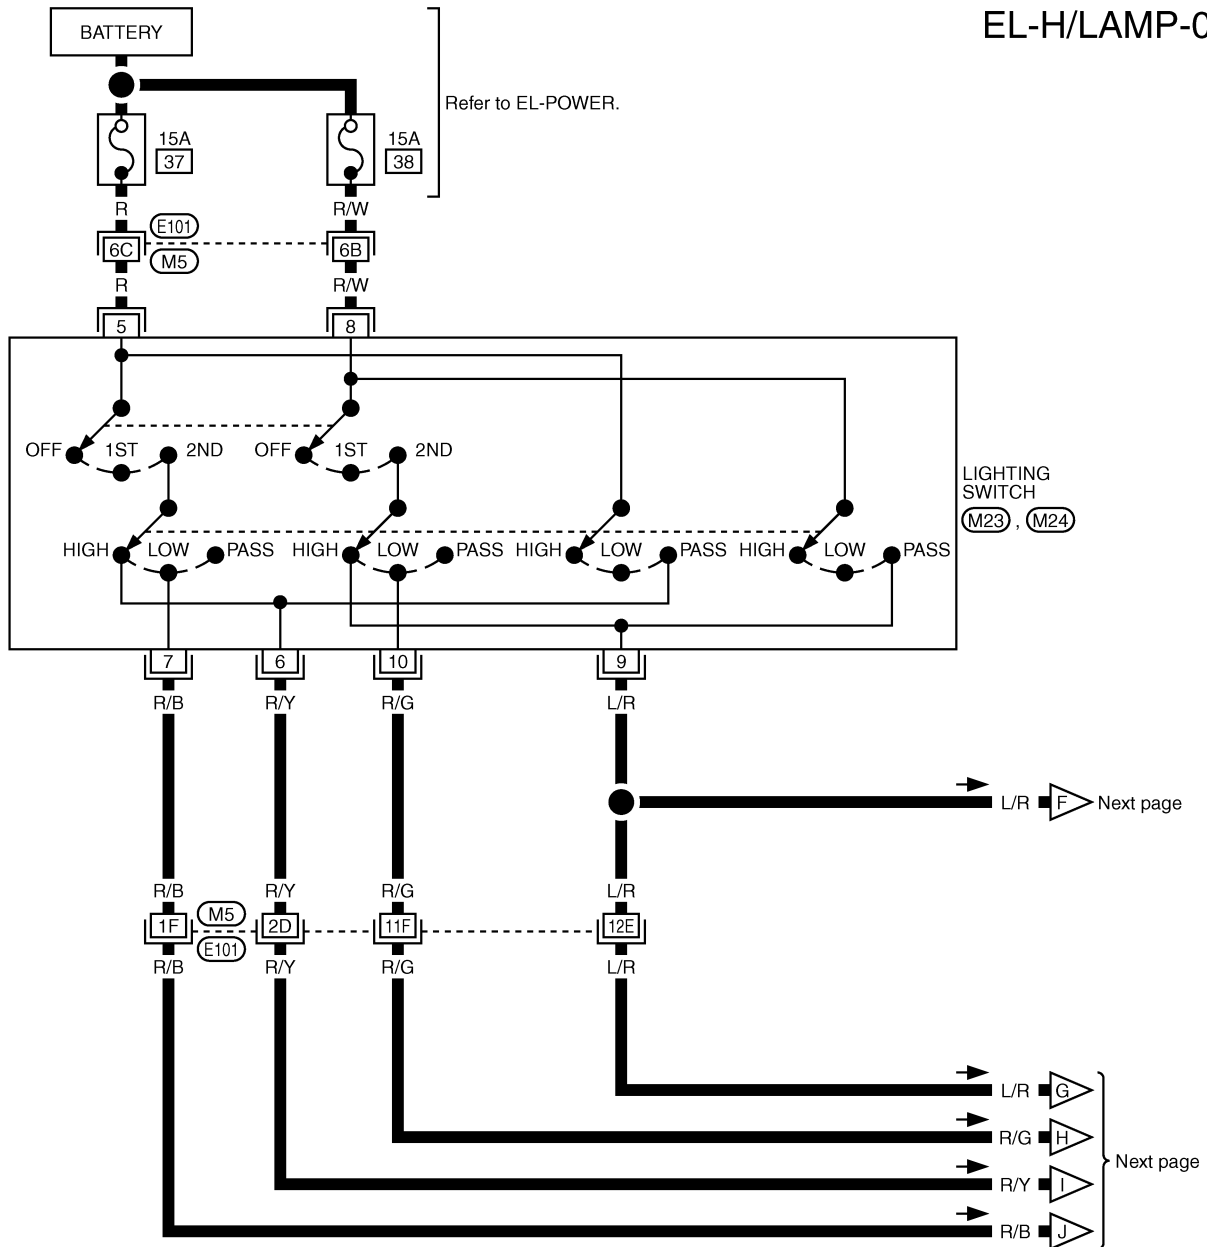 EL-H/LAMP-0
BATTERY
Refer to EL-POWER.
15A
37
15A
38
R
R/W
E101
6C
6B
M5
R
R/W
5
8
OFF 1ST 2ND
OFF 1ST 2ND
LIGHTING
SWITCH
M23 , M24
HIGH LOW PASS
HIGH LOW PASS
HIGH LOW PASS
HIGH LOW PASS
7
6
10
9
R/B
R/Y
R/G
L/R
L/R F Next page
R/B
R/Y
R/G
L/R
1F
M5
E101
2D
11F
12E
R/B
R/Y
R/G
L/R
L/R G
R/G H
Next page
R/Y I
R/B J